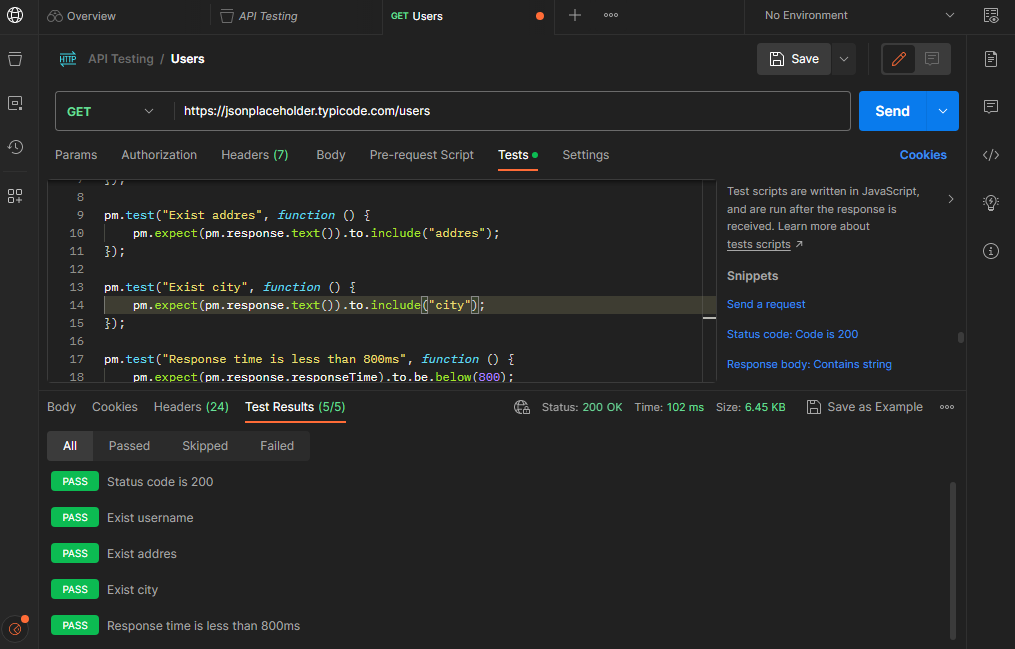 Overview
API Testing
GET Users
No Environment
HTTP
API Testing / Users
Save
GET
https://jsonplaceholder.typicode.com/users
Send
Params Authorization Headers (7) Body Pre-request Script Tests Settings
Cookies
7 });
8
9 pm.test("Exist addres", function () {
10 pm.expect(pm.response.text()).to.include("addres");
11 });
12
13 pm.test("Exist city", function () {
14 pm.expect(pm.response.text()).to.include("city");
15 });
16
17 pm.test("Response time is less than 800ms", function () {
18 pm.expect(pm.response.responseTime).to.be.below(800);
Test scripts are written in JavaScript,
and are run after the response is
received. Learn more about
tests scripts ↗
Snippets
Send a request
Status code: Code is 200
Response body: Contains string
Body Cookies Headers (24) Test Results (5/5)
Status: 200 OK Time: 102 ms Size: 6.45 KB
Save as Example
All Passed Skipped Failed
PASS Status code is 200
PASS Exist username
PASS Exist addres
PASS Exist city
PASS Response time is less than 800ms